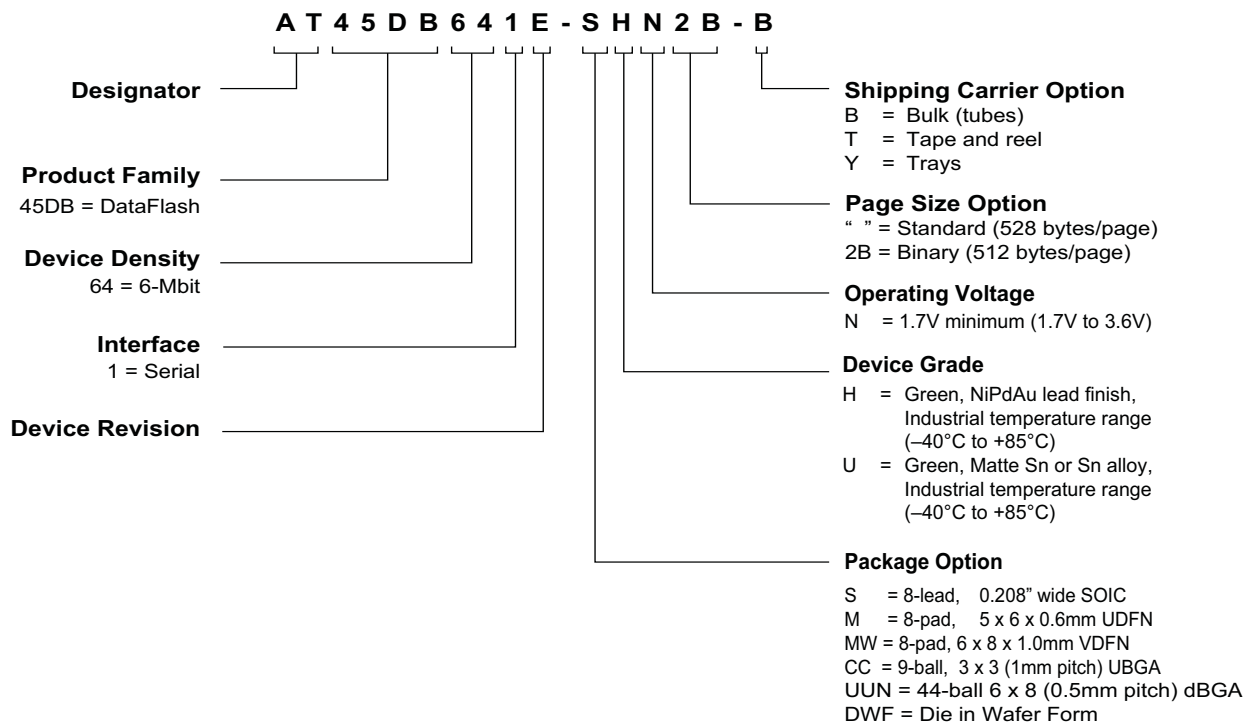 AT45DB641E-SHN2B-B
Designator
Product Family
45DB = DataFlash
Device Density
64 = 6-Mbit
Interface
1 = Serial
Device Revision
Shipping Carrier Option
B = Bulk (tubes)
T = Tape and reel
Y = Trays
Page Size Option
“ ” = Standard (528 bytes/page)
2B = Binary (512 bytes/page)
Operating Voltage
N = 1.7V minimum (1.7V to 3.6V)
Device Grade
H = Green, NiPdAu lead finish,
Industrial temperature range
(–40°C to +85°C)
U = Green, Matte Sn or Sn alloy,
Industrial temperature range
(–40°C to +85°C)
Package Option
S = 8-lead, 0.208” wide SOIC
M = 8-pad, 5 x 6 x 0.6mm UDFN
MW = 8-pad, 6 x 8 x 1.0mm VDFN
CC = 9-ball, 3 x 3 (1mm pitch) UBGA
UUN = 44-ball 6 x 8 (0.5mm pitch) dBGA
DWF = Die in Wafer Form